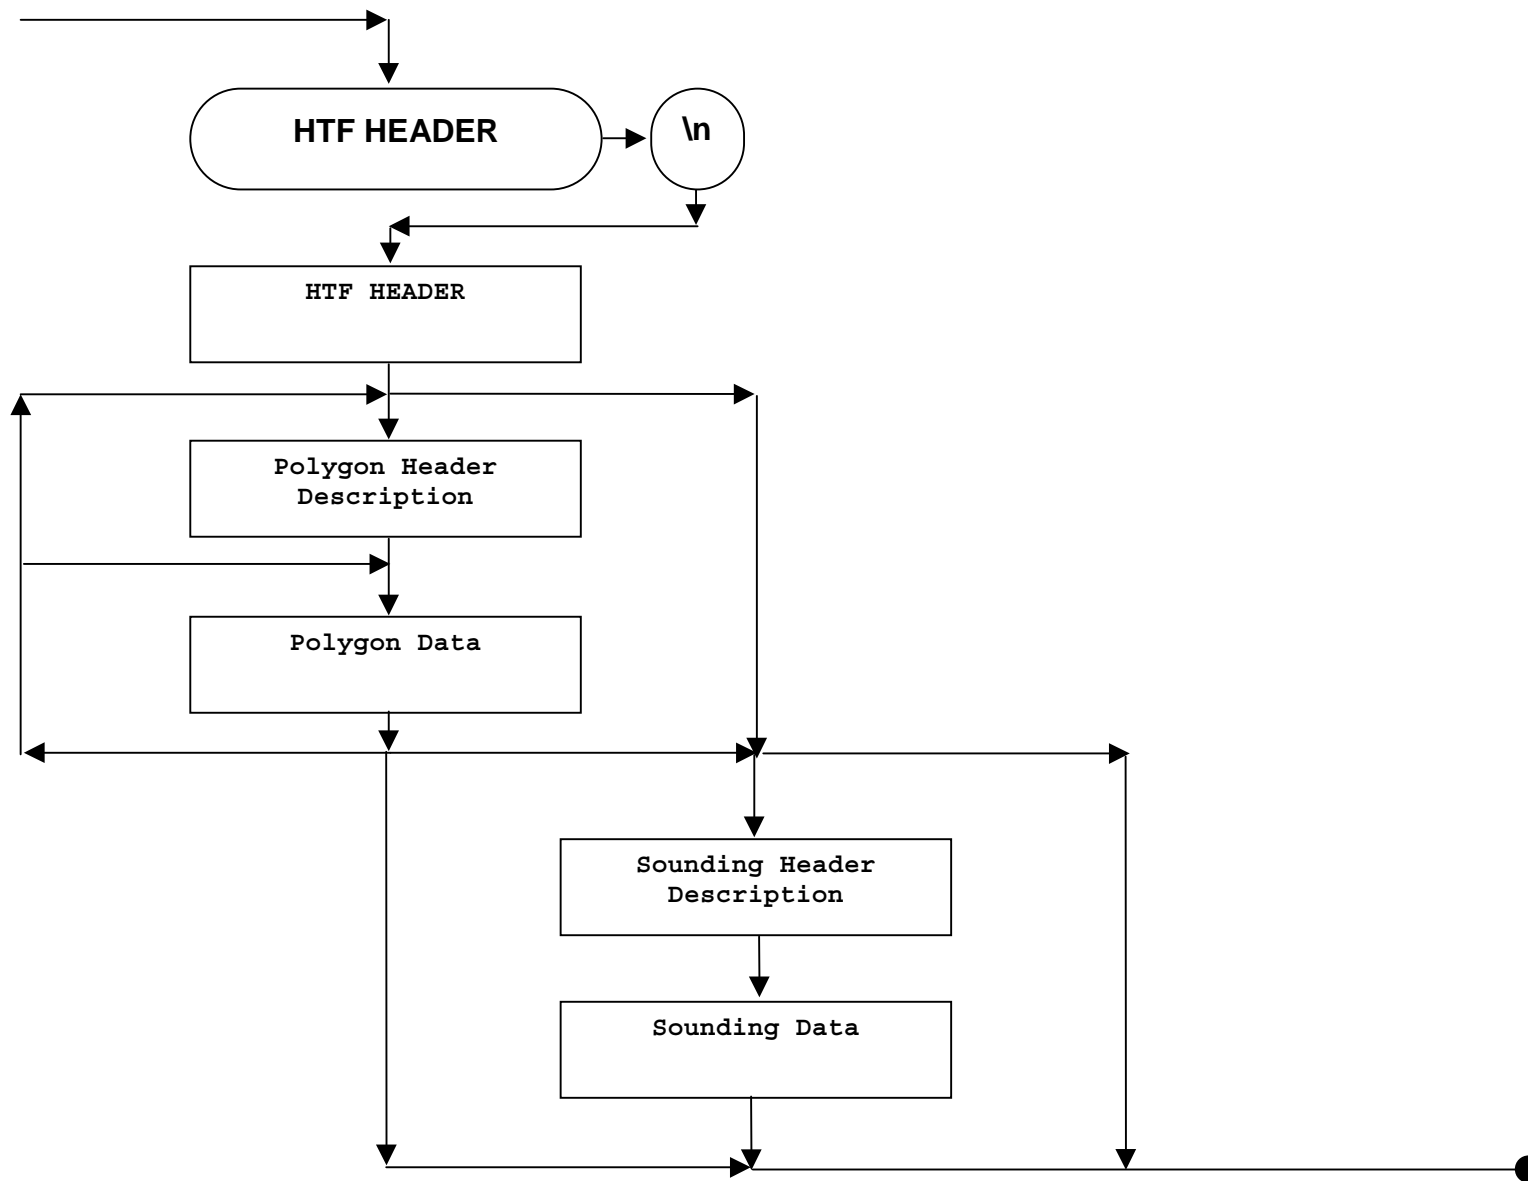 HTF HEADER
\n
HTF HEADER
Polygon Header
Description
Polygon Data
Sounding Header
Description
Sounding Data